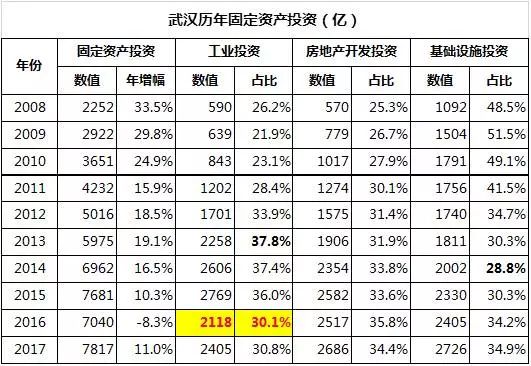 武汉历年固定资产投资（亿）
年份 固定资产投资 工业投资 房地产开发投资 基础设施投资
数值 年增幅 数值 占比 数值 占比 数值 占比
2008 2252 33.5% 590 26.2% 570 25.3% 1092 48.5%
2009 2922 29.8% 639 21.9% 779 26.7% 1504 51.5%
2010 3651 24.9% 843 23.1% 1017 27.9% 1791 49.1%
2011 4232 15.9% 1202 28.4% 1274 30.1% 1756 41.5%
2012 5016 18.5% 1701 33.9% 1575 31.4% 1740 34.7%
2013 5975 19.1% 2258 37.8% 1906 31.9% 1811 30.3%
2014 6962 16.5% 2606 37.4% 2354 33.8% 2002 28.8%
2015 7681 10.3% 2769 36.0% 2582 33.6% 2330 30.3%
2016 7040 -8.3% 2118 30.1% 2517 35.8% 2405 34.2%
2017 7817 11.0% 2405 30.8% 2686 34.4% 2726 34.9%